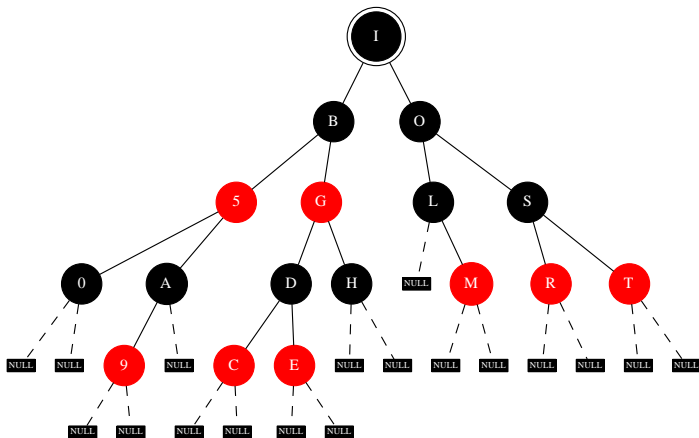 I
B O
5 G L S
0 A D H NULL M R T
NULL NULL 9 NULL C E NULL NULL NULL NULL NULL NULL NULL NULL
NULL NULL NULL NULL NULL NULL